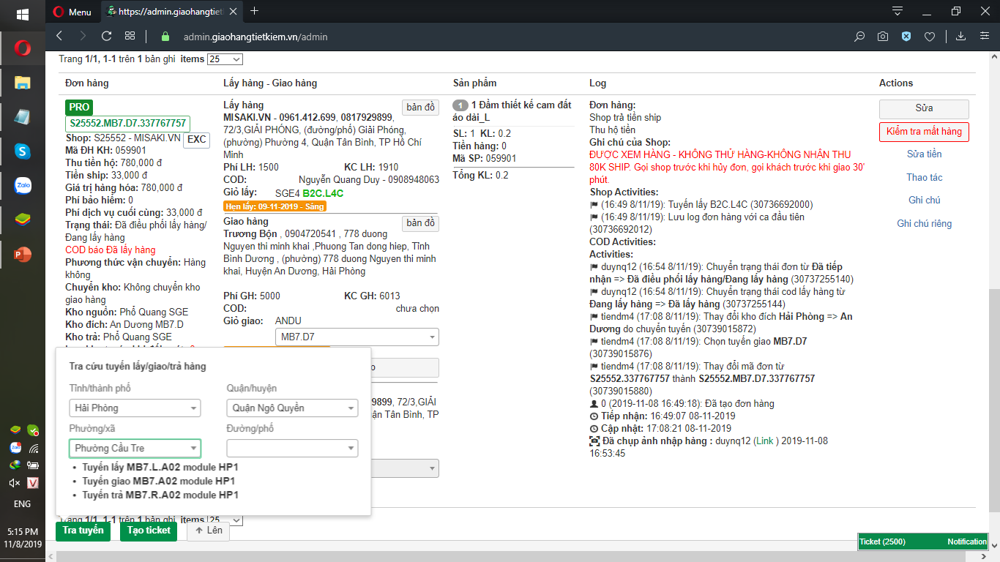 Menu
https://admin.giaohangtiet
admin.giaohangtietkiem.vn/admin
Trang 1/1, 1-1 trên 1 bản ghi items 25
Đơn hàng
Lấy hàng - Giao hàng
Sản phẩm
Log
Actions
PRO
S25552.MB7.D7.337767757
Shop: S25552 - MISAKI.VN EXC
Mã ĐH KH: 059901
Thu tiền hộ: 780,000 đ
Tiền ship: 33,000 đ
Giá trị hàng hóa: 780,000 đ
Phí bảo hiểm: 0
Phí dịch vụ cuối cùng: 33,000 đ
Trạng thái: Đã điều phối lấy hàng/
Đang lấy hàng
COD báo Đã lấy hàng
Phương thức vận chuyển: Hàng
không
Chuyển kho: Không chuyển kho
giao hàng
Kho nguồn: Phổ Quang SGE
Kho đích: An Dương MB7.D
Kho trả: Phổ Quang SGE
Lấy hàng
bản đồ
MISAKI.VN - 0961.412.699, 0817929899,
72/3,GIẢI PHÓNG, (đường/phố) Giải Phóng,
(phường) Phường 4, Quận Tân Bình, TP Hồ Chí
Minh
Phí LH: 1500 KC LH: 1910
COD: Nguyễn Quang Duy - 0908948063
Giỏ lấy: SGE4 B2C.L4C
Hẹn lấy: 09-11-2019 - Sáng
Giao hàng
bản đồ
Trương Bộn , 0904720541 , 778 duong
Nguyen thi minh khai ,Phuong Tan dong hiep, Tỉnh
Bình Dương , (phường) 778 duong Nguyen thi minh
khai, Huyện An Dương, Hải Phòng
Phí GH: 5000 KC GH: 6013
COD: chưa chọn
Giỏ giao: ANDU
MB7.D7
9899, 72/3,GIẢI
ận Tân Bình, TP
1 1 Đầm thiết kế cam đất
áo dài_L
SL: 1 KL: 0.2
Tiền hàng: 0
Mã SP: 059901
Tổng KL: 0.2
Đơn hàng:
Shop trả tiền ship
Thu hộ tiền
Ghi chú của Shop:
ĐƯỢC XEM HÀNG - KHÔNG THỬ HÀNG-KHÔNG NHẬN THU
80K SHIP. Gọi shop trước khi hủy đơn, gọi khách trước khi giao 30'
phút.
Shop Activities:
(16:49 8/11/19): Tuyến lấy B2C.L4C (30736692000)
(16:49 8/11/19): Lưu log đơn hàng với ca đầu tiên
(30736692012)
COD Activities:
Activities:
duynq12 (16:54 8/11/19): Chuyển trạng thái đơn từ Đã tiếp
nhận => Đã điều phối lấy hàng/Đang lấy hàng (30737255140)
duynq12 (16:54 8/11/19): Chuyển trạng thái cod lấy hàng từ
Đang lấy hàng => Đã lấy hàng (30737255144)
tiendm4 (17:08 8/11/19): Thay đổi kho đích Hải Phòng => An
Dương do chuyển tuyến (30739015872)
tiendm4 (17:08 8/11/19): Chọn tuyến giao MB7.D7
(30739015876)
tiendm4 (17:08 8/11/19): Thay đổi mã đơn từ
S25552.337767757 thành S25552.MB7.D7.337767757
(30739015880)
0 (2019-11-08 16:49:18): Đã tạo đơn hàng
Tiếp nhận: 16:49:07 08-11-2019
Cập nhật: 17:08:21 08-11-2019
Đã chụp ảnh nhập hàng : duynq12 (Link ) 2019-11-08
16:53:45
Sửa
Kiểm tra mất hàng
Sửa tiền
Thao tác
Ghi chú
Ghi chú riêng
Tra cứu tuyến lấy/giao/trả hàng
Tỉnh/thành phố Quận/huyện
Hải Phòng Quận Ngô Quyền
Phường/xã Đường/phố
Phường Cầu Tre
• Tuyến lấy MB7.L.A02 module HP1
• Tuyến giao MB7.A02 module HP1
• Tuyến trả MB7.R.A02 module HP1
Trang 1/1, 1-1 trên 1 bản ghi items 25
Tra tuyến Tạo ticket Lên
Ticket (2500) Notification
Zalo
ENG
5:15 PM
11/8/2019